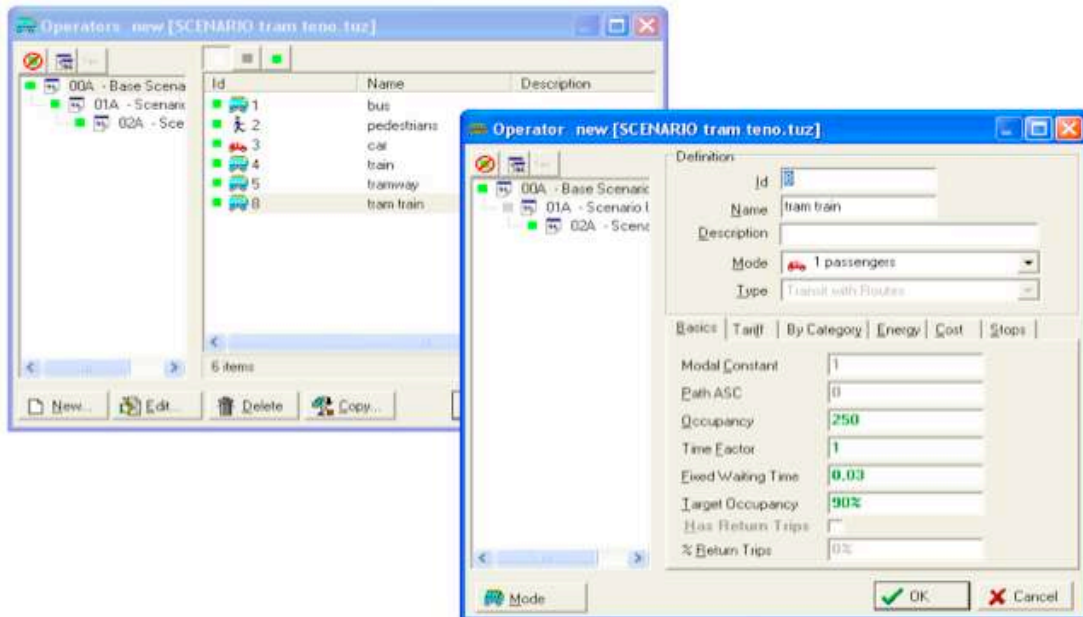 Operators new [SCENARIO tram teno.tuz]
00A - Base Scena
01A - Scenario
02A - Sce
Id Name Description
1 bus
2 pedestrians
3 car
4 train
5 tramway
8 tram train
6 items
New... Edit... Delete Copy...
Operator new [SCENARIO tram teno.tuz]
00A - Base Scenario
01A - Scenario I
02A - Scena
Definition
Id 8
Name tram train
Description
Mode 1 passengers
Type Transit with Routes
Basics Tariff By Category Energy Cost Stops
Modal Constant 1
Path ASC 0
Occupancy 250
Time Factor 1
Fixed Waiting Time 0.03
Target Occupancy 90%
Has Return Trips
% Return Trips 0%
Mode OK Cancel